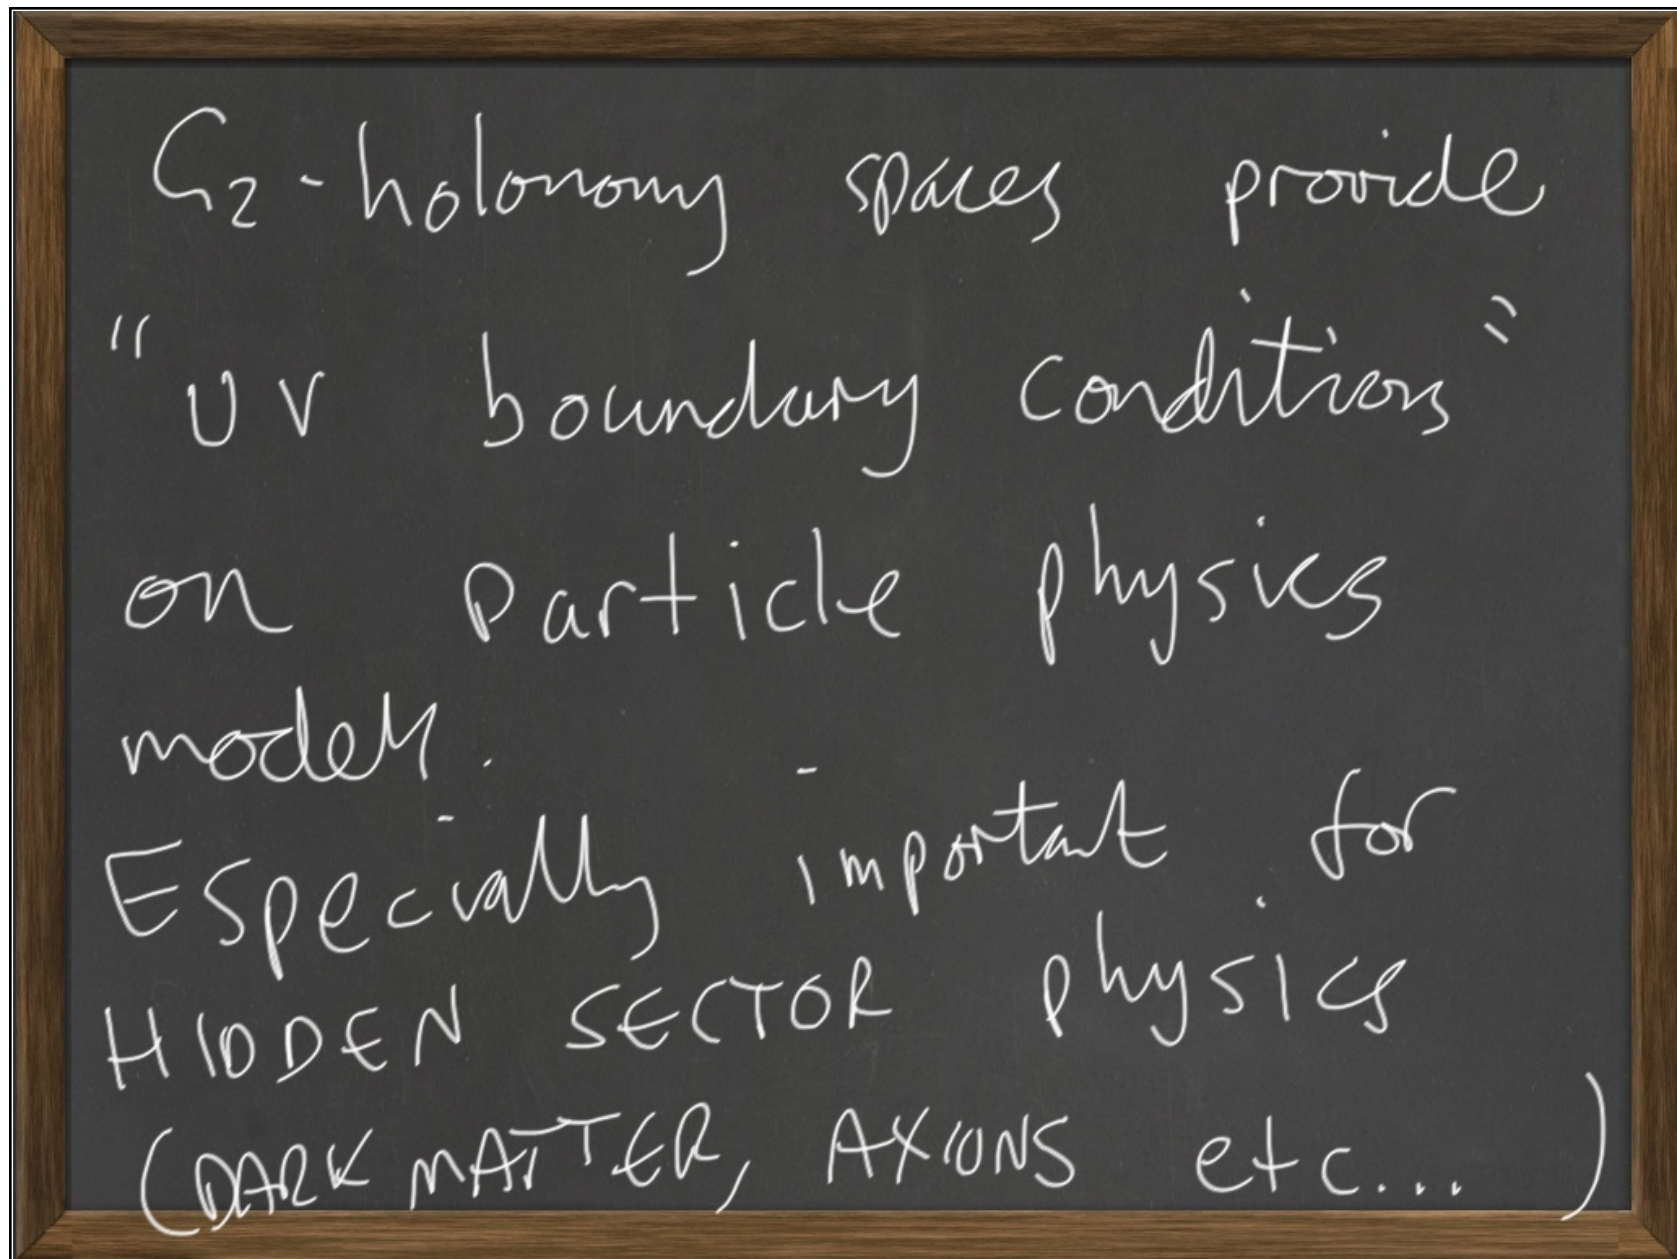 G₂-holonomy spaces provide
"UV boundary conditions"
on particle physics
models.
Especially important for
HIDDEN SECTOR physics
(DARK MATTER, AXIONS etc... )